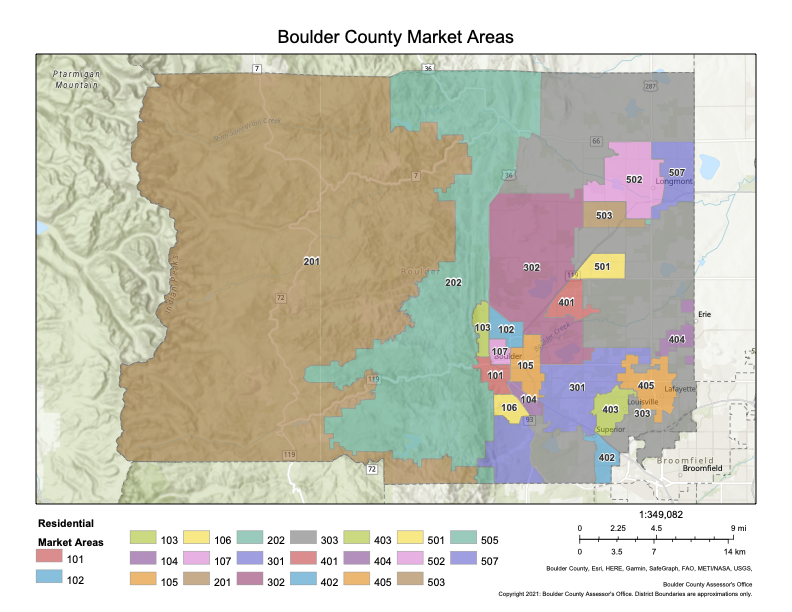 Boulder County Market Areas
Ptarmigan
Mountain
7
36
287
66
7
36
502
507
Longmont
503
201
202
302
501
119
Indian Peaks
Boulder
72
401
Erie
103
102
Boulder Creek
404
107
Boulder
101
105
119
301
405
Lafayette
104
106
403
Louisville
303
93
Superior
402
Broomfield
Broomfield
119
72
1:349,082
0 2.25 4.5 9 mi
0 3.5 7 14 km
Residential
Market Areas
101
102
103 106 202 303 403 501 505
104 107 301 401 404 502 507
105 201 302 402 405 503
Boulder County, Esri, HERE, Garmin, SafeGraph, FAO, METI/NASA, USGS,
Boulder County Assessor's Office
Copyright 2021: Boulder County Assessor's Office. District Boundaries are approximations only.